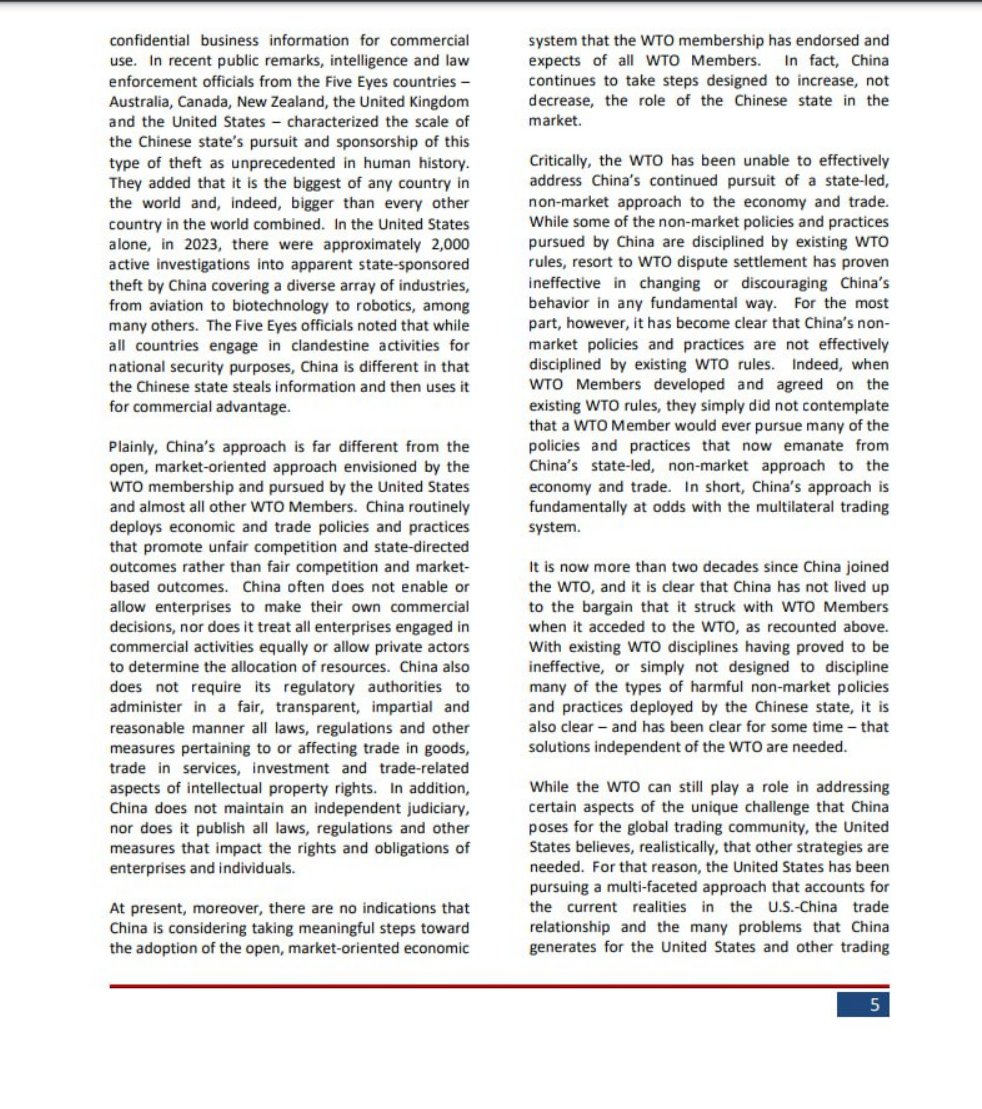 confidential business information for commercial
use. In recent public remarks, intelligence and law
enforcement officials from the Five Eyes countries –
Australia, Canada, New Zealand, the United Kingdom
and the United States – characterized the scale of
the Chinese state's pursuit and sponsorship of this
type of theft as unprecedented in human history.
They added that it is the biggest of any country in
the world and, indeed, bigger than every other
country in the world combined. In the United States
alone, in 2023, there were approximately 2,000
active investigations into apparent state-sponsored
theft by China covering a diverse array of industries,
from aviation to biotechnology to robotics, among
many others. The Five Eyes officials noted that while
all countries engage in clandestine activities for
national security purposes, China is different in that
the Chinese state steals information and then uses it
for commercial advantage.
Plainly, China's approach is far different from the
open, market-oriented approach envisioned by the
WTO membership and pursued by the United States
and almost all other WTO Members. China routinely
deploys economic and trade policies and practices
that promote unfair competition and state-directed
outcomes rather than fair competition and market-
based outcomes. China often does not enable or
allow enterprises to make their own commercial
decisions, nor does it treat all enterprises engaged in
commercial activities equally or allow private actors
to determine the allocation of resources. China also
does not require its regulatory authorities to
administer in a fair, transparent, impartial and
reasonable manner all laws, regulations and other
measures pertaining to or affecting trade in goods,
trade in services, investment and trade-related
aspects of intellectual property rights. In addition,
China does not maintain an independent judiciary,
nor does it publish all laws, regulations and other
measures that impact the rights and obligations of
enterprises and individuals.
At present, moreover, there are no indications that
China is considering taking meaningful steps toward
the adoption of the open, market-oriented economic
system that the WTO membership has endorsed and
expects of all WTO Members. In fact, China
continues to take steps designed to increase, not
decrease, the role of the Chinese state in the
market.
Critically, the WTO has been unable to effectively
address China's continued pursuit of a state-led,
non-market approach to the economy and trade.
While some of the non-market policies and practices
pursued by China are disciplined by existing WTO
rules, resort to WTO dispute settlement has proven
ineffective in changing or discouraging China's
behavior in any fundamental way. For the most
part, however, it has become clear that China's non-
market policies and practices are not effectively
disciplined by existing WTO rules. Indeed, when
WTO Members developed and agreed on the
existing WTO rules, they simply did not contemplate
that a WTO Member would ever pursue many of the
policies and practices that now emanate from
China's state-led, non-market approach to the
economy and trade. In short, China's approach is
fundamentally at odds with the multilateral trading
system.
It is now more than two decades since China joined
the WTO, and it is clear that China has not lived up
to the bargain that it struck with WTO Members
when it acceded to the WTO, as recounted above.
With existing WTO disciplines having proved to be
ineffective, or simply not designed to discipline
many of the types of harmful non-market policies
and practices deployed by the Chinese state, it is
also clear – and has been clear for some time – that
solutions independent of the WTO are needed.
While the WTO can still play a role in addressing
certain aspects of the unique challenge that China
poses for the global trading community, the United
States believes, realistically, that other strategies are
needed. For that reason, the United States has been
pursuing a multi-faceted approach that accounts for
the current realities in the U.S.-China trade
relationship and the many problems that China
generates for the United States and other trading
5